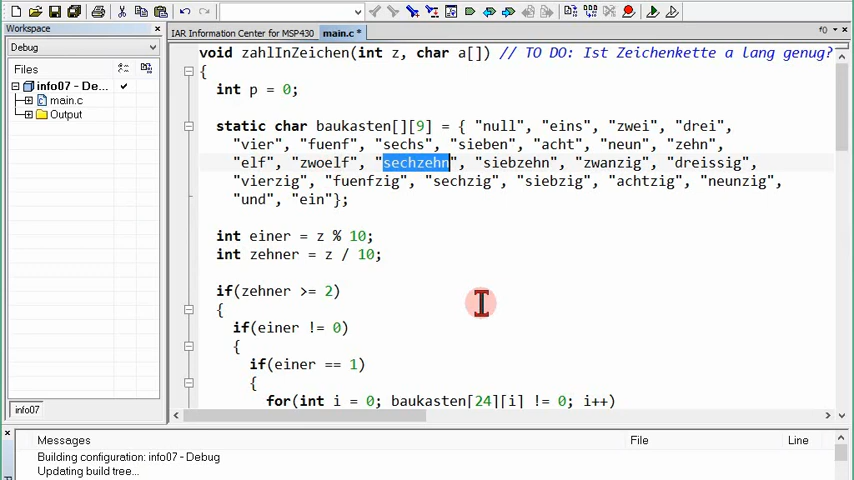 Workspace
IAR Information Center for MSP430
main.c *
f0
Debug
Files
info07 - De...
main.c
Output
info07
void zahlInZeichen(int z, char a[]) // TO DO: Ist Zeichenkette a lang genug?
{
int p = 0;
static char baukasten[][9] = { "null", "eins", "zwei", "drei",
"vier", "fuenf", "sechs", "sieben", "acht", "neun", "zehn",
"elf", "zwoelf", "sechzehn", "siebzehn", "zwanzig", "dreissig",
"vierzig", "fuenfzig", "sechzig", "siebzig", "achtzig", "neunzig",
"und", "ein"};
int einer = z % 10;
int zehner = z / 10;
if(zehner >= 2)
{
if(einer != 0)
{
if(einer == 1)
{
for(int i = 0; baukasten[24][i] != 0; i++)
Messages
File
Line
Building configuration: info07 - Debug
Updating build tree...